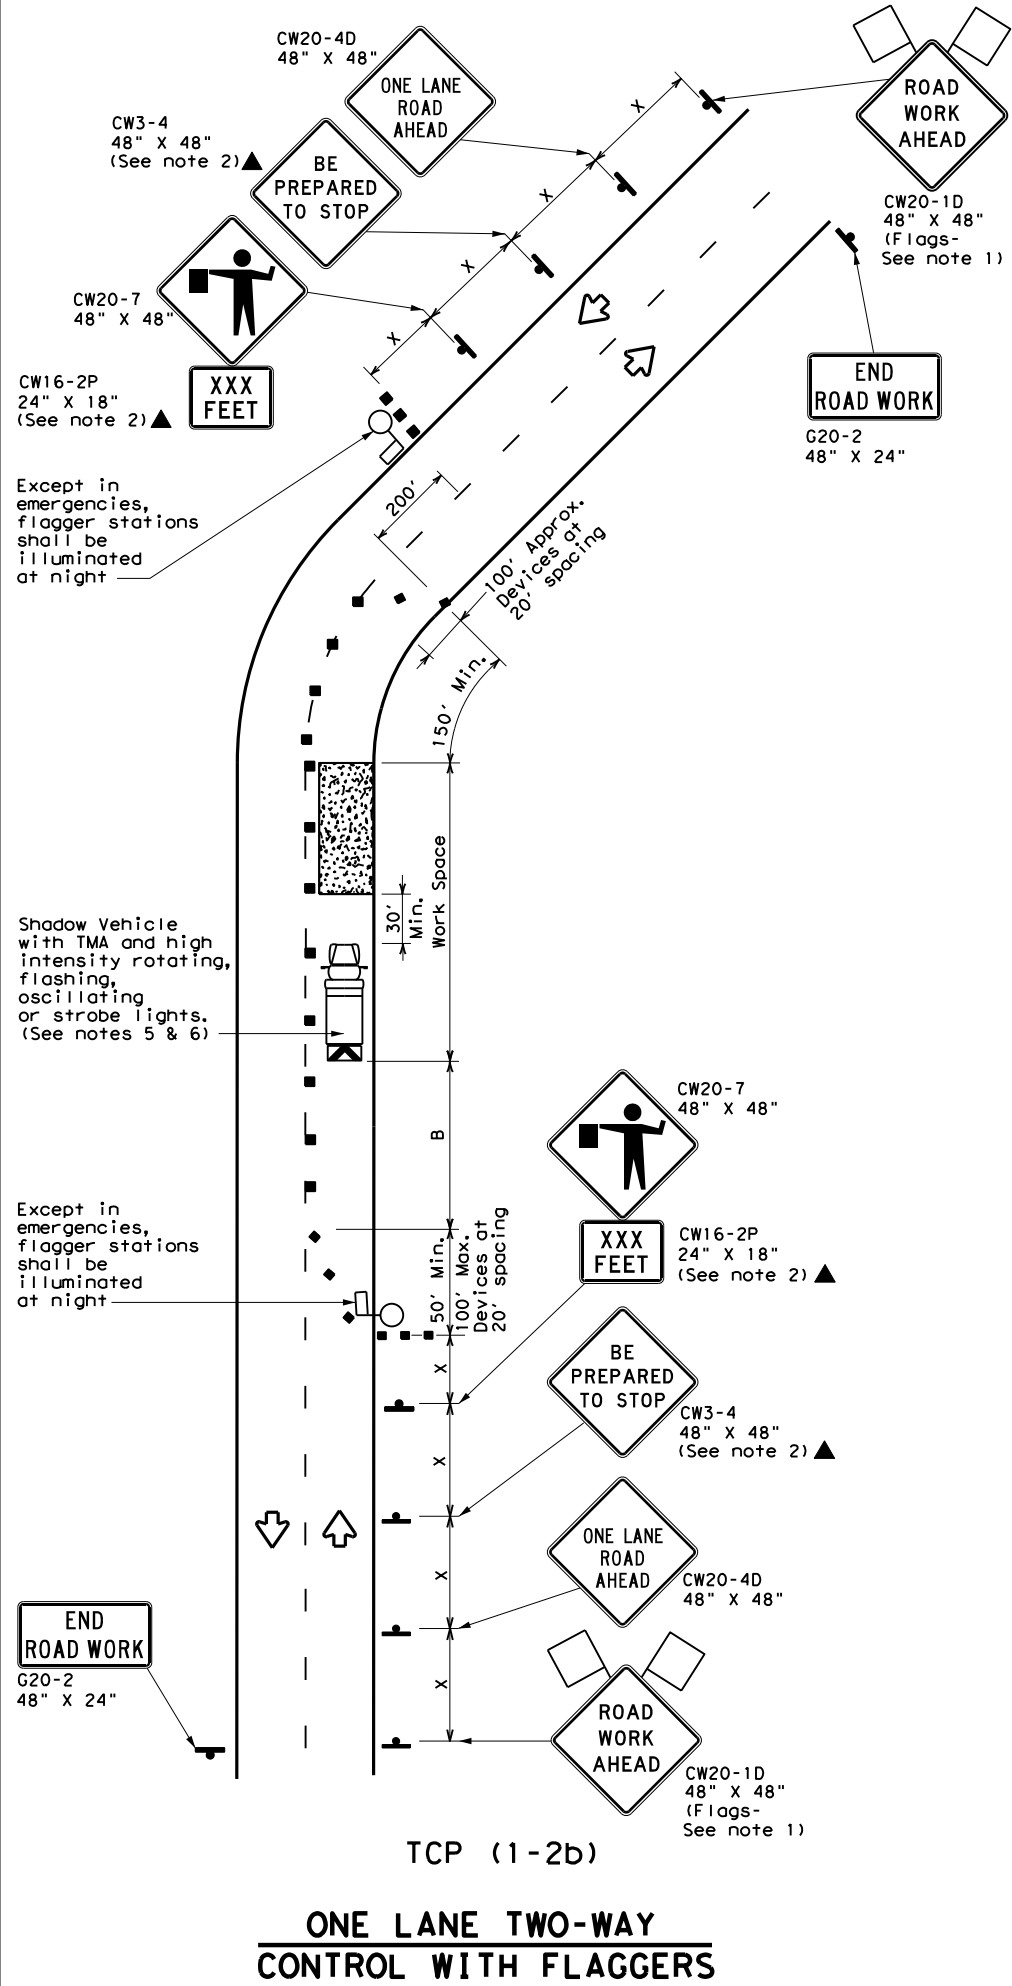 CW20-4D
48" X 48"
ONE LANE
ROAD
AHEAD
ROAD
WORK
AHEAD
CW3-4
48" X 48"
(See note 2)
BE
PREPARED
TO STOP
CW20-1D
48" X 48"
(Flags-
See note 1)
X
X
X
X
CW20-7
48" X 48"
CW16-2P
24" X 18"
(See note 2)
XXX
FEET
END
ROAD WORK
G20-2
48" X 24"
Except in
emergencies,
flagger stations
shall be
illuminated
at night
200'
100' Approx.
Devices at
20' spacing
150' Min.
Work Space
30'
Min.
Shadow Vehicle
with TMA and high
intensity rotating,
flashing,
oscillating
or strobe lights.
(See notes 5 & 6)
B
CW20-7
48" X 48"
Except in
emergencies,
flagger stations
shall be
illuminated
at night
50' Min.
100' Max.
Devices at
20' spacing
XXX
FEET
CW16-2P
24" X 18"
(See note 2)
X
BE
PREPARED
TO STOP
CW3-4
48" X 48"
(See note 2)
X
ONE LANE
ROAD
AHEAD
CW20-4D
48" X 48"
X
END
ROAD WORK
G20-2
48" X 24"
X
ROAD
WORK
AHEAD
CW20-1D
48" X 48"
(Flags-
See note 1)
TCP (1-2b)
ONE LANE TWO-WAY
CONTROL WITH FLAGGERS